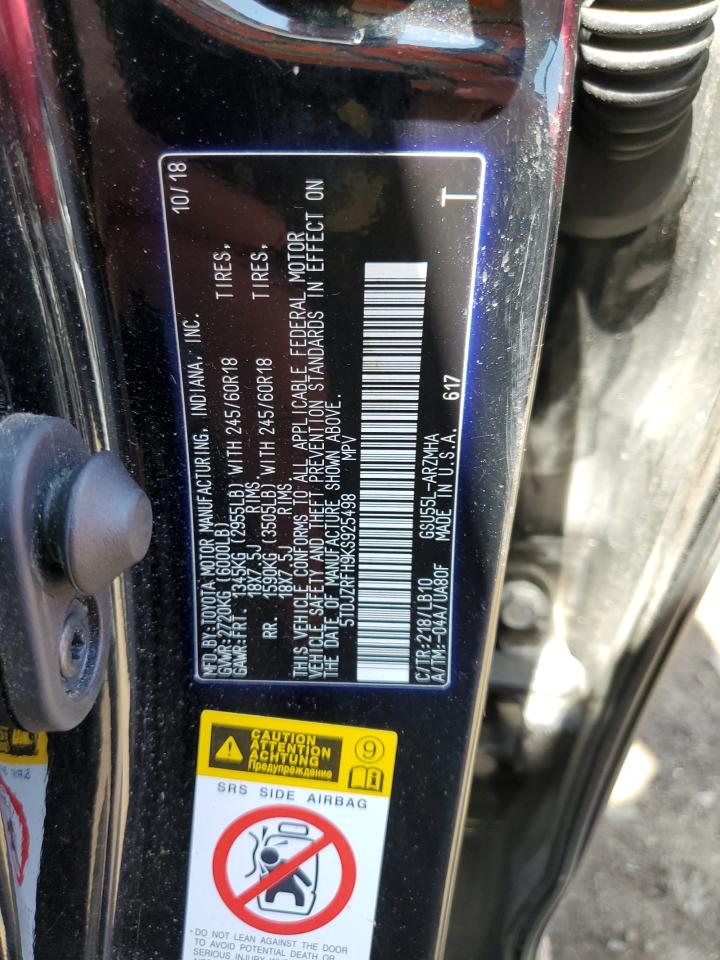 MFD. BY: TOYOTA MOTOR MANUFACTURING, INDIANA, INC. 10/18
GVWR: 2720KG (6000LB)
GAWR: FRT. 1345KG (2955LB) WITH 245/60R18 TIRES,
18X7.5J RIMS,
RR. 1590KG (3505LB) WITH 245/60R18 TIRES,
18X7.5J RIMS.
THIS VEHICLE CONFORMS TO ALL APPLICABLE FEDERAL MOTOR
VEHICLE SAFETY AND THEFT PREVENTION STANDARDS IN EFFECT ON
THE DATE OF MANUFACTURE SHOWN ABOVE.
5TDJZRFH9KS925498 MPV
C/TR: 218/LB10 GSU55L-ARZMHA
A/TM: -04A/UA80F MADE IN U.S.A. 617 T
CAUTION
ATTENTION
ACHTUNG
Предупреждение
9
SRS SIDE AIRBAG
· DO NOT LEAN AGAINST THE DOOR
TO AVOID POTENTIAL DEATH OR
SERIOUS INJURY